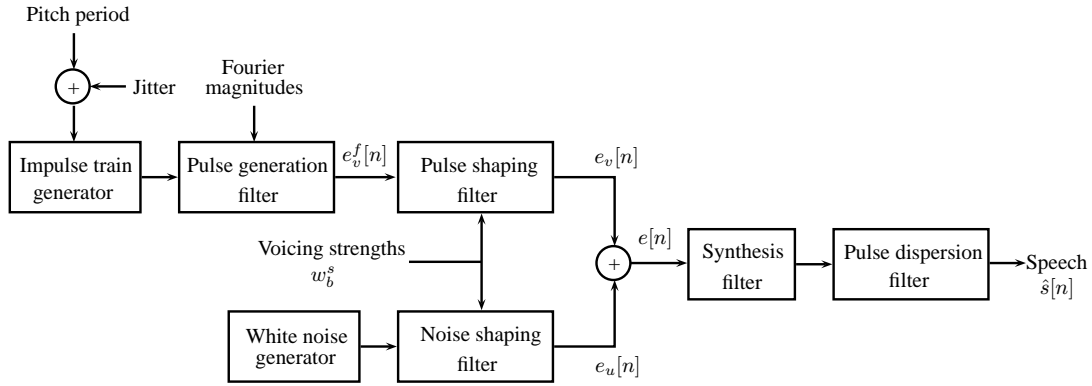 Pitch period
+
Jitter
Fourier
magnitudes
Impulse train
generator
Pulse generation
filter
e_v^f[n]
Pulse shaping
filter
e_v[n]
Voicing strengths
w_b^s
+
e[n]
Synthesis
filter
Pulse dispersion
filter
Speech
ŝ[n]
White noise
generator
Noise shaping
filter
e_u[n]